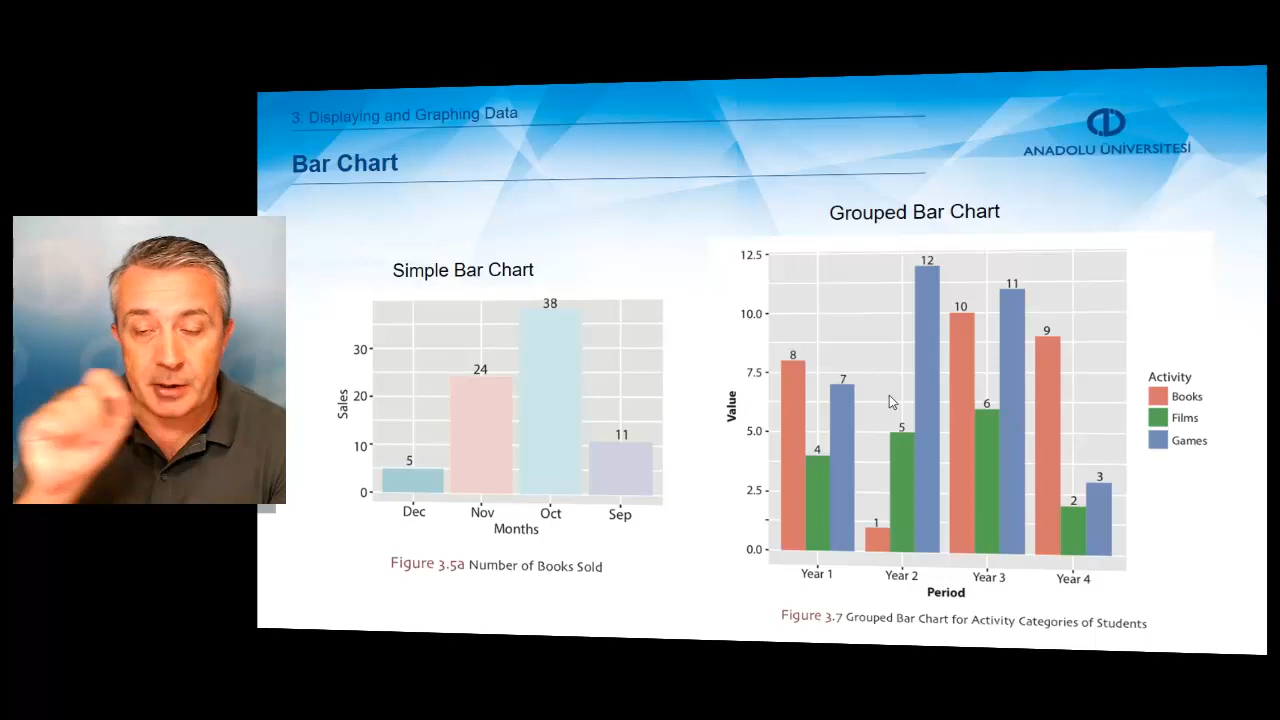 3: Displaying and Graphing Data
Bar Chart
ANADOLU ÜNİVERSİTESİ
Simple Bar Chart
38
30
24
20
Sales
11
10
5
0
Dec Nov Oct Sep
Months
Figure 3.5a Number of Books Sold
Grouped Bar Chart
12.5
12
11
10.0
10
9
8
7.5
7
Value
6
5.0
5
4
3
2.5
2
1
0.0
Year 1 Year 2 Year 3 Year 4
Period
Activity
Books
Films
Games
Figure 3.7 Grouped Bar Chart for Activity Categories of Students